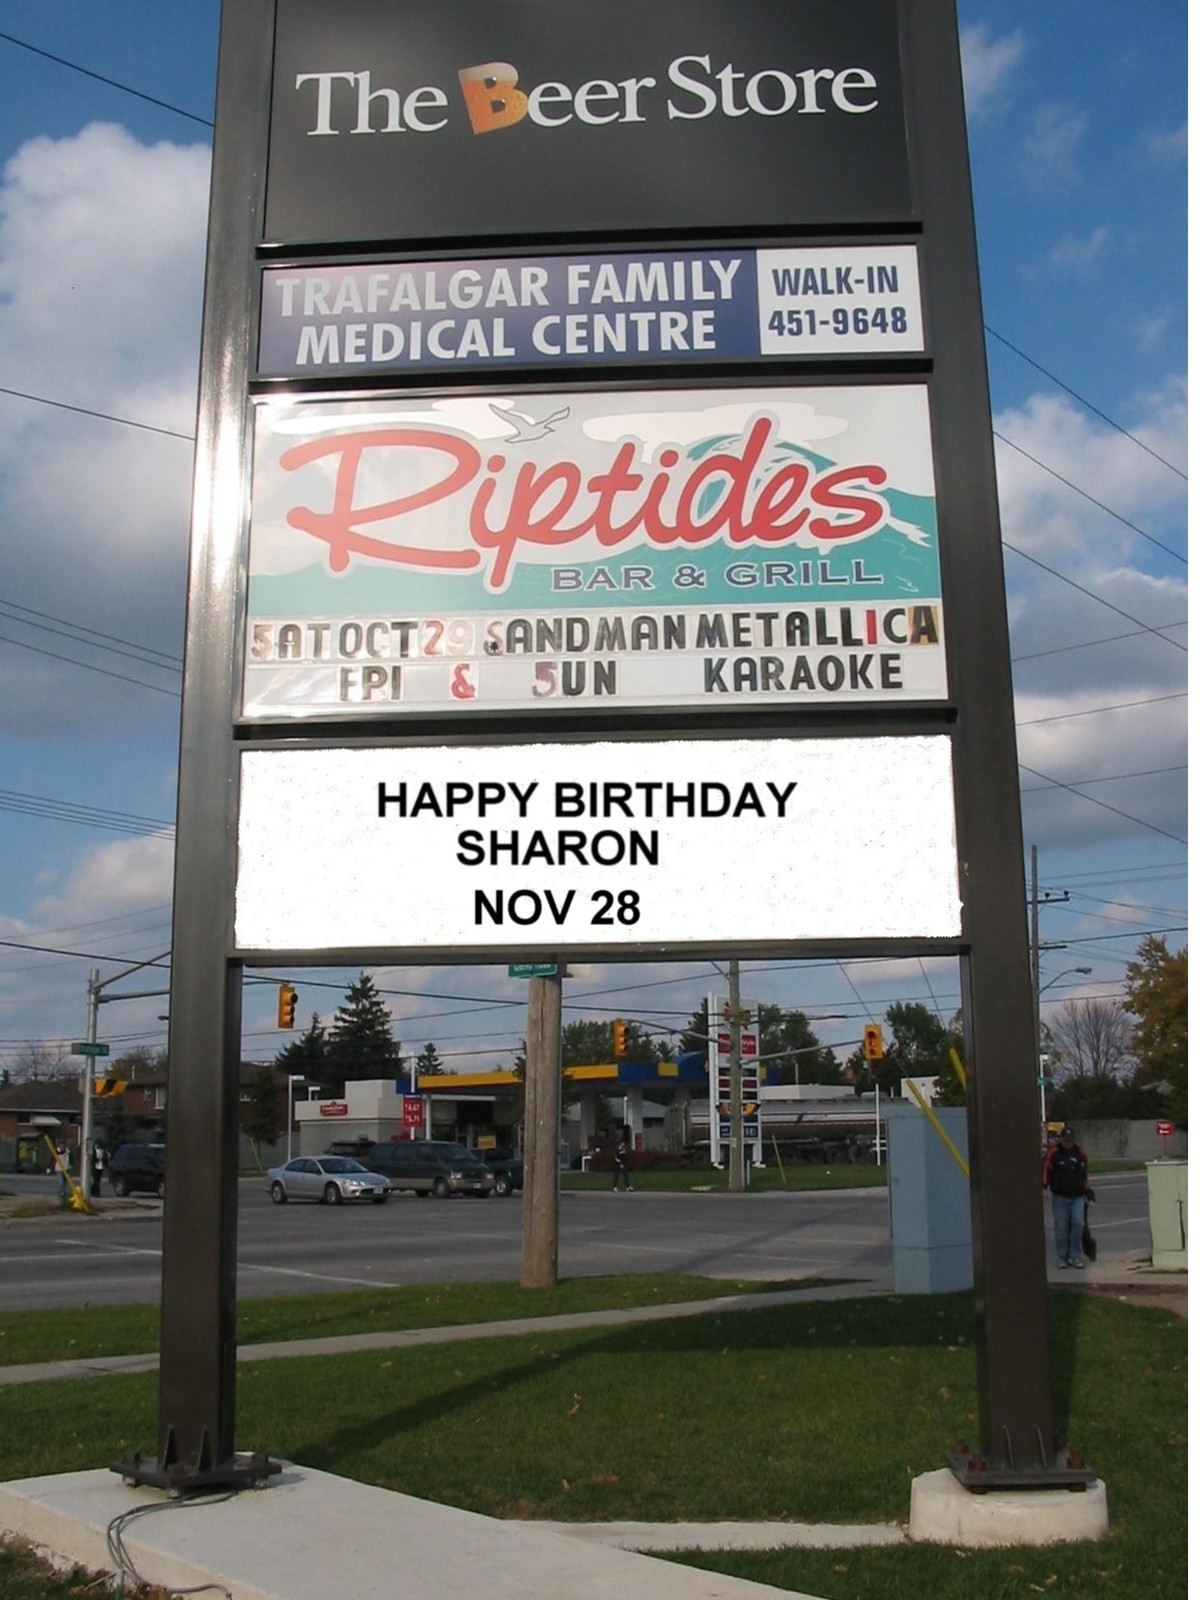 The Beer Store
TRAFALGAR FAMILY
MEDICAL CENTRE
WALK-IN
451-9648
Riptides
BAR & GRILL
SAT OCT 29 SANDMAN METALLICA
FRI & SUN KARAOKE
HAPPY BIRTHDAY
SHARON
NOV 28